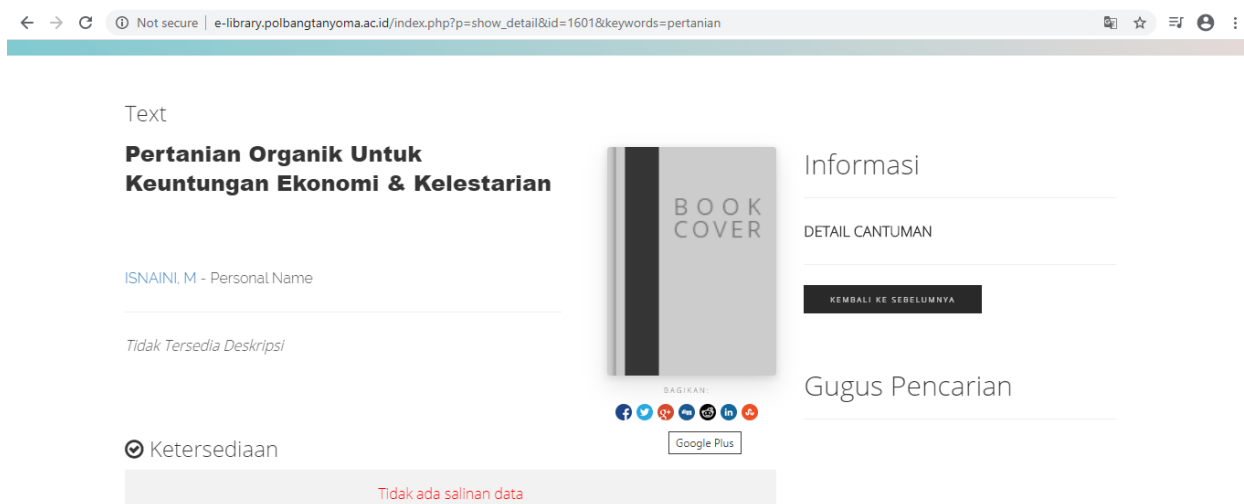 Not secure | e-library.polbangtanyoma.ac.id/index.php?p=show_detail&id=1601&keywords=pertanian
Text
Pertanian Organik Untuk
Keuntungan Ekonomi & Kelestarian
ISNAINI, M - Personal Name
Tidak Tersedia Deskripsi
BOOK
COVER
BAGIKAN:
Google Plus
Ketersediaan
Tidak ada salinan data
Informasi
DETAIL CANTUMAN
KEMBALI KE SEBELUMNYA
Gugus Pencarian